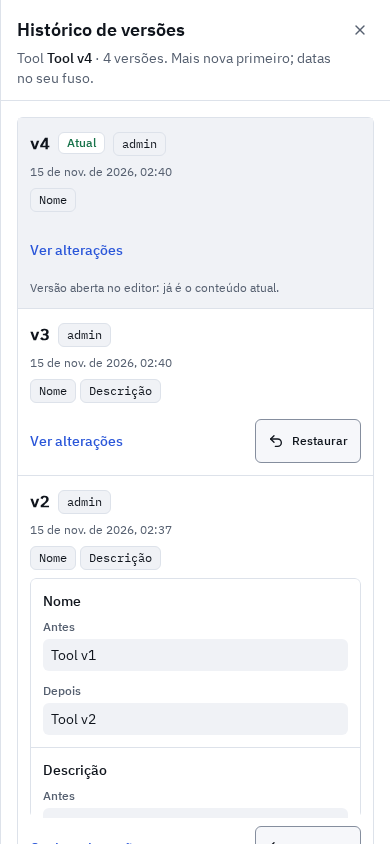 Histórico de versões
Tool Tool v4 · 4 versões. Mais nova primeiro; datas
no seu fuso.
v4 Atual admin
15 de nov. de 2026, 02:40
Nome
Ver alterações
Versão aberta no editor: já é o conteúdo atual.
v3 admin
15 de nov. de 2026, 02:40
Nome Descrição
Ver alterações Restaurar
v2 admin
15 de nov. de 2026, 02:37
Nome Descrição
Nome
Antes
Tool v1
Depois
Tool v2
Descrição
Antes